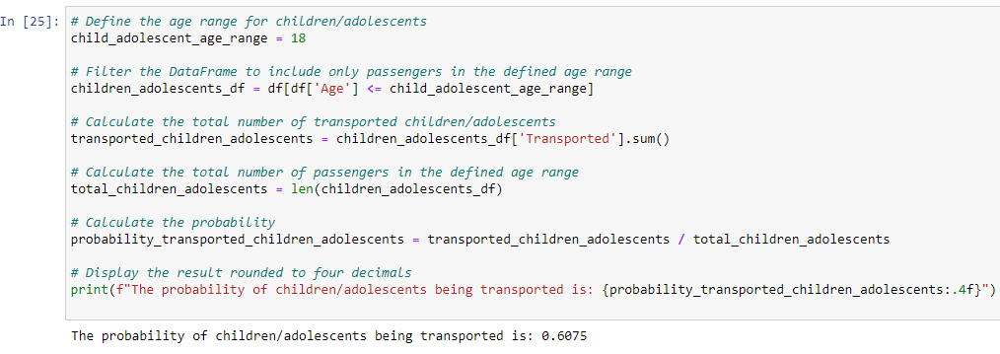 In [25]: # Define the age range for children/adolescents
child_adolescent_age_range = 18
# Filter the DataFrame to include only passengers in the defined age range
children_adolescents_df = df[df['Age'] <= child_adolescent_age_range]
# Calculate the total number of transported children/adolescents
transported_children_adolescents = children_adolescents_df['Transported'].sum()
# Calculate the total number of passengers in the defined age range
total_children_adolescents = len(children_adolescents_df)
# Calculate the probability
probability_transported_children_adolescents = transported_children_adolescents / total_children_adolescents
# Display the result rounded to four decimals
print(f"The probability of children/adolescents being transported is: {probability_transported_children_adolescents:.4f}")
The probability of children/adolescents being transported is: 0.6075